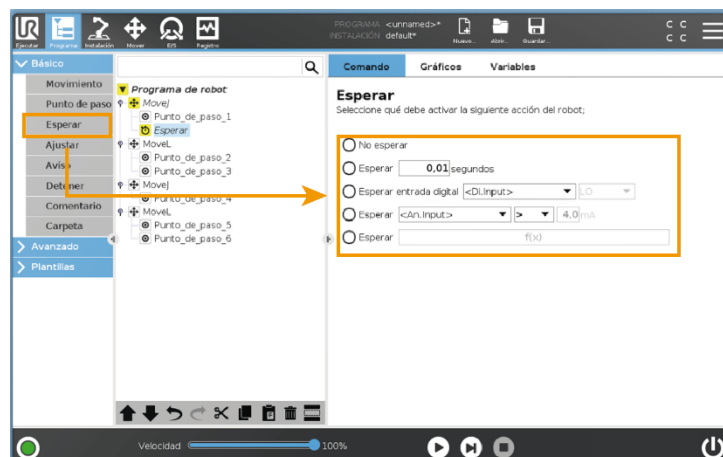 PROGRAMA <unnamed>*
INSTALACIÓN default*
UR
Ejecutar Programa Instalación Mover E/S Registro
Nuevo... Abrir... Guardar...
C C
C C
Básico
Movimiento
Punto de paso
Esperar
Ajustar
Aviso
Detener
Comentario
Carpeta
Avanzado
Plantillas
Programa de robot
MoveJ
Punto_de_paso_1
Esperar
MoveL
Punto_de_paso_2
Punto_de_paso_3
MoveJ
Punto_de_paso_4
MoveL
Punto_de_paso_5
Punto_de_paso_6
Comando Gráficos Variables
Esperar
Seleccione qué debe activar la siguiente acción del robot;
No esperar
Esperar 0,01 segundos
Esperar entrada digital <Di.Input> LO
Esperar <An.Input> > 4,0 mA
Esperar f(x)
Velocidad 100%